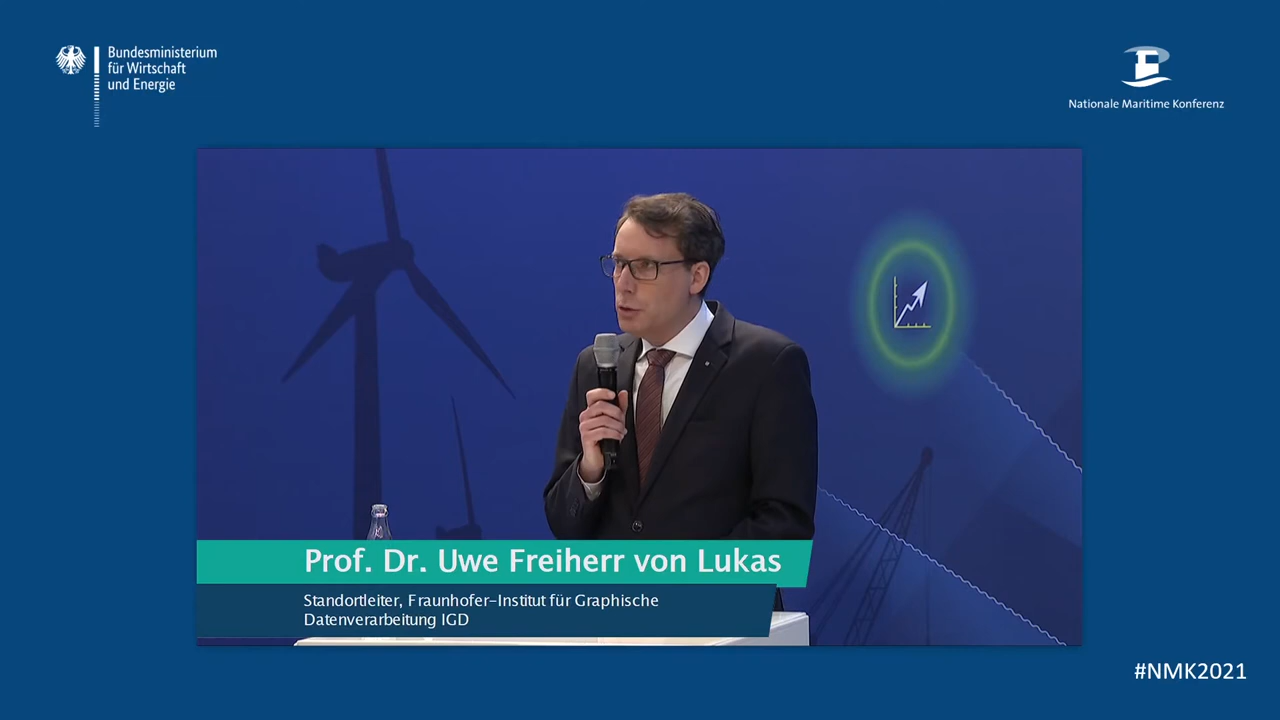 Bundesministerium
für Wirtschaft
und Energie
Nationale Maritime Konferenz
Prof. Dr. Uwe Freiherr von Lukas
Standortleiter, Fraunhofer-Institut für Graphische
Datenverarbeitung IGD
#NMK2021